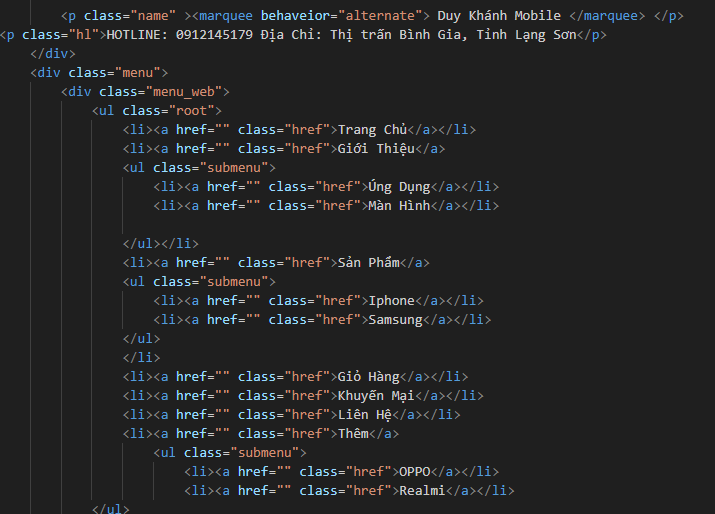 <p class="name" ><marquee behaveior="alternate"> Duy Khánh Mobile </marquee> </p>
<p class="hl">HOTLINE: 0912145179 Địa Chỉ: Thị trấn Bình Gia, Tỉnh Lạng Sơn</p>
</div>
<div class="menu">
<div class="menu_web">
<ul class="root">
<li><a href="" class="href">Trang Chủ</a></li>
<li><a href="" class="href">Giới Thiệu</a>
<ul class="submenu">
<li><a href="" class="href">Ứng Dụng</a></li>
<li><a href="" class="href">Màn Hình</a></li>
</ul></li>
<li><a href="" class="href">Sản Phẩm</a>
<ul class="submenu">
<li><a href="" class="href">Iphone</a></li>
<li><a href="" class="href">Samsung</a></li>
</ul>
</li>
<li><a href="" class="href">Giỏ Hàng</a></li>
<li><a href="" class="href">Khuyến Mại</a></li>
<li><a href="" class="href">Liên Hệ</a></li>
<li><a href="" class="href">Thêm</a>
<ul class="submenu">
<li><a href="" class="href">OPPO</a></li>
<li><a href="" class="href">Realmi</a></li>
</ul>